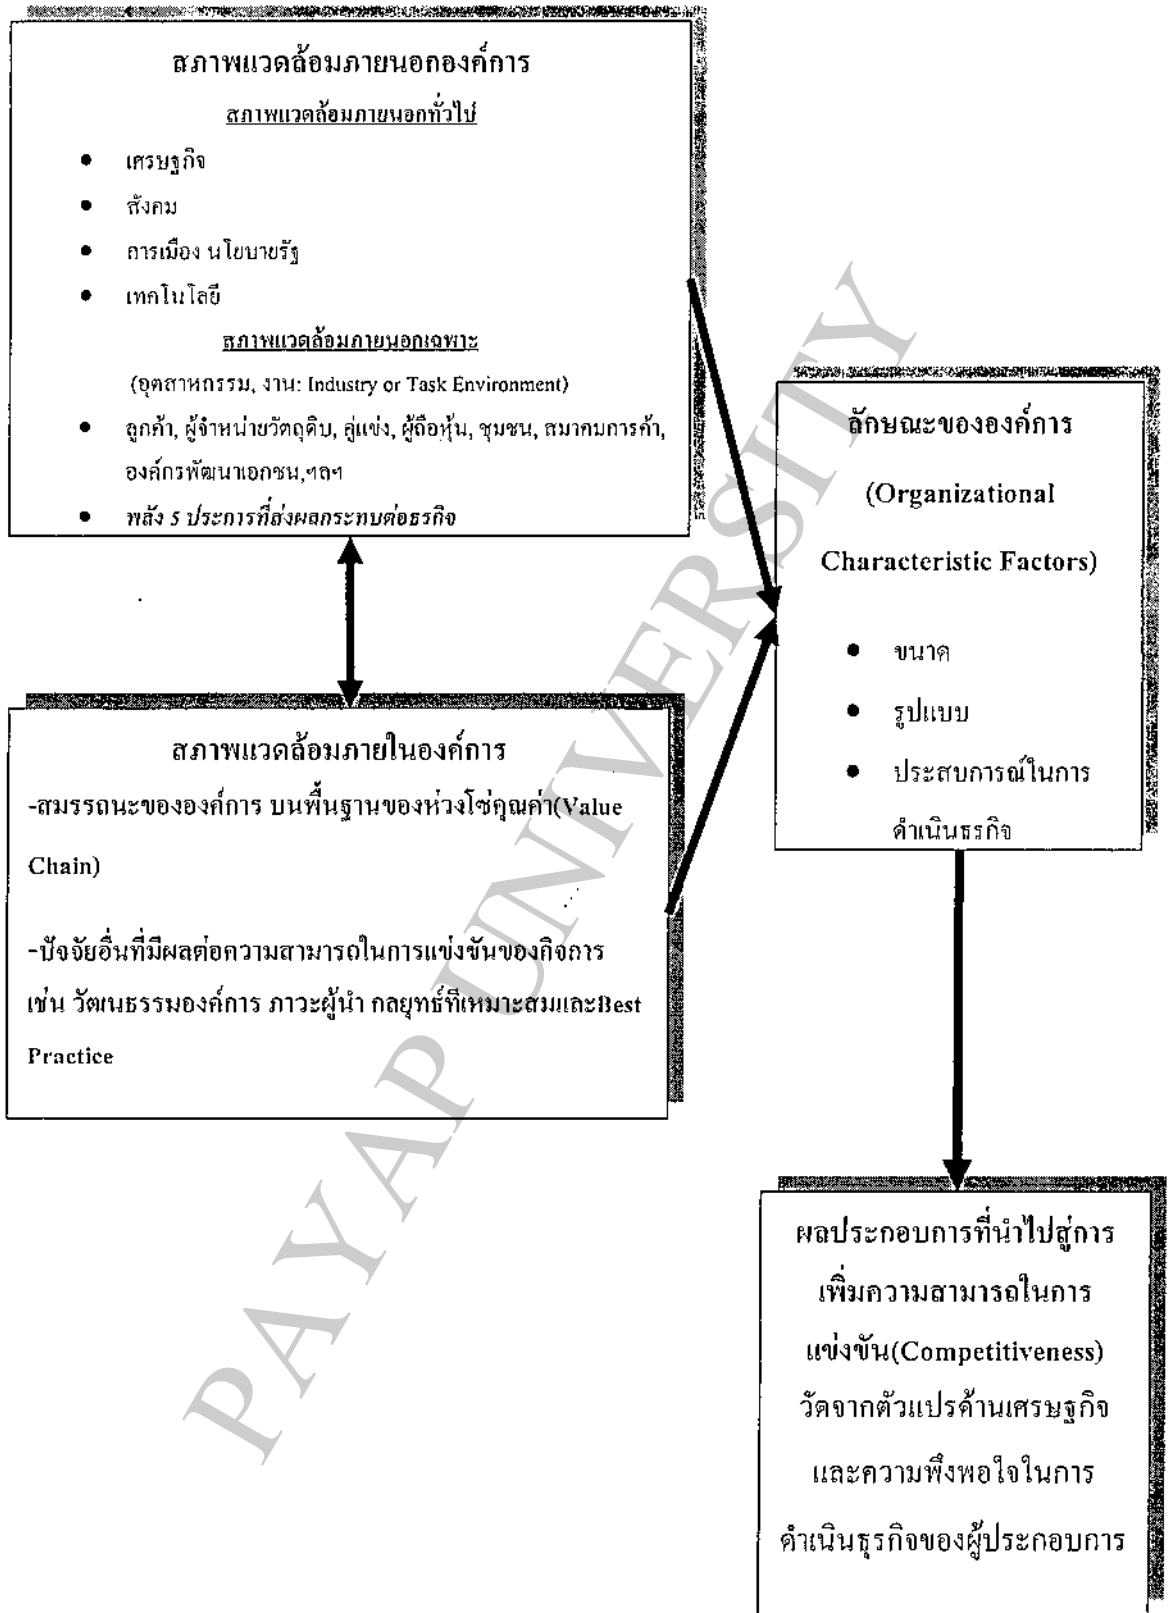 สภาพแวดล้อมภายนอกองค์การ
สภาพแวดล้อมภายนอกทั่วไป
● เศรษฐกิจ
● สังคม
● การเมือง นโยบายรัฐ
● เทคโนโลยี
สภาพแวดล้อมภายนอกเฉพาะ
(อุตสาหกรรม, งาน: Industry or Task Environment)
● ลูกค้า, ผู้จำหน่ายวัตถุดิบ, คู่แข่ง, ผู้ถือหุ้น, ชุมชน, สมาคมการค้า,
องค์กรพัฒนาเอกชน,ฯลฯ
● พลัง 5 ประการที่ส่งผลกระทบต่อธุรกิจ
ลักษณะขององค์การ
(Organizational
Characteristic Factors)
● ขนาด
● รูปแบบ
● ประสบการณ์ในการ
ดำเนินธุรกิจ
สภาพแวดล้อมภายในองค์การ
-สมรรถนะขององค์การ บนพื้นฐานของห่วงโซ่คุณค่า(Value
Chain)
-ปัจจัยอื่นที่มีผลต่อความสามารถในการแข่งขันของกิจการ
เช่น วัฒนธรรมองค์การ ภาวะผู้นำ กลยุทธ์ที่เหมาะสมและBest
Practice
ผลประกอบการที่นำไปสู่การ
เพิ่มความสามารถในการ
แข่งขัน(Competitiveness)
วัดจากตัวแปรด้านเศรษฐกิจ
และความพึงพอใจในการ
ดำเนินธุรกิจของผู้ประกอบการ
PAYAP UNIVERSITY